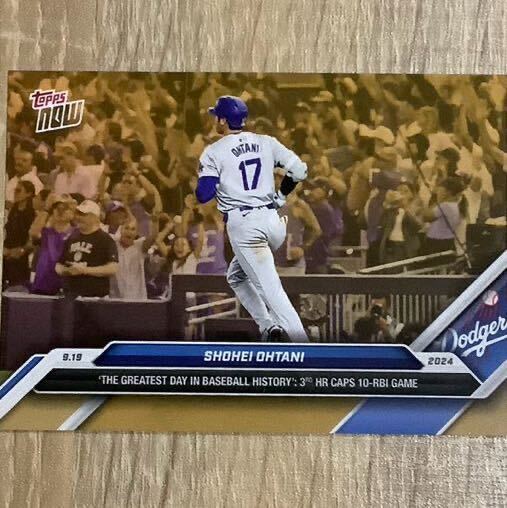 TOPPS
NOW
OHTANI
17
Dodgers
SHOHEI OHTANI
9.19
2024
'THE GREATEST DAY IN BASEBALL HISTORY': 3RD HR CAPS 10-RBI GAME